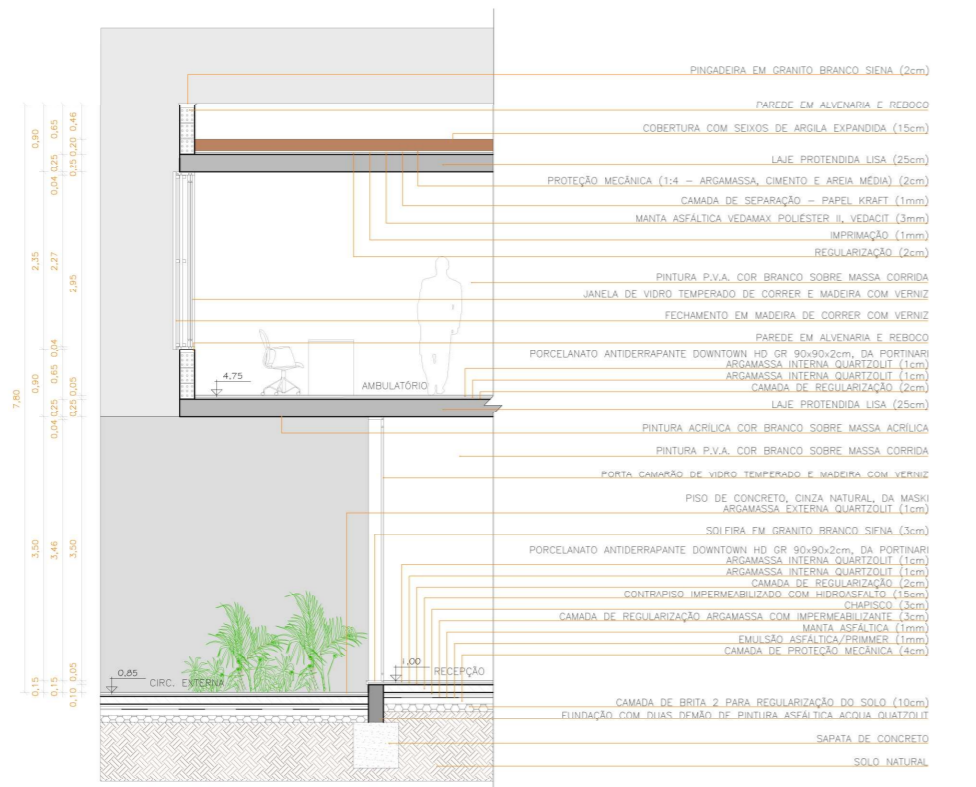 PINGADEIRA EM GRANITO BRANCO SIENA (2cm)
PAREDE EM ALVENARIA E REBOCO
COBERTURA COM SEIXOS DE ARGILA EXPANDIDA (15cm)
LAJE PROTENDIDA LISA (25cm)
PROTEÇÃO MECÂNICA (1:4 – ARGAMASSA, CIMENTO E AREIA MÉDIA) (2cm)
CAMADA DE SEPARAÇÃO – PAPEL KRAFT (1mm)
MANTA ASFÁLTICA VEDAMAX POLIÉSTER II, VEDACIT (3mm)
IMPRIMAÇÃO (1mm)
REGULARIZAÇÃO (2cm)
PINTURA P.V.A. COR BRANCO SOBRE MASSA CORRIDA
JANELA DE VIDRO TEMPERADO DE CORRER E MADEIRA COM VERNIZ
FECHAMENTO EM MADEIRA DE CORRER COM VERNIZ
PAREDE EM ALVENARIA E REBOCO
PORCELANATO ANTIDERRAPANTE DOWNTOWN HD GR 90x90x2cm, DA PORTINARI
ARGAMASSA INTERNA QUARTZOLIT (1cm)
ARGAMASSA INTERNA QUARTZOLIT (1cm)
CAMADA DE REGULARIZAÇÃO (2cm)
LAJE PROTENDIDA LISA (25cm)
PINTURA ACRÍLICA COR BRANCO SOBRE MASSA ACRÍLICA
PINTURA P.V.A. COR BRANCO SOBRE MASSA CORRIDA
PORTA CAMARÃO DE VIDRO TEMPERADO E MADEIRA COM VERNIZ
PISO DE CONCRETO, CINZA NATURAL, DA MASKI
ARGAMASSA EXTERNA QUARTZOLIT (1cm)
SOLEIRA EM GRANITO BRANCO SIENA (3cm)
PORCELANATO ANTIDERRAPANTE DOWNTOWN HD GR 90x90x2cm, DA PORTINARI
ARGAMASSA INTERNA QUARTZOLIT (1cm)
ARGAMASSA INTERNA QUARTZOLIT (1cm)
CAMADA DE REGULARIZAÇÃO (2cm)
CONTRAPISO IMPERMEABILIZADO COM HIDROASFALTO (15cm)
CHAPISCO (3cm)
CAMADA DE REGULARIZAÇÃO ARGAMASSA COM IMPERMEABILIZANTE (3cm)
MANTA ASFÁLTICA (1mm)
EMULSÃO ASFÁLTICA/PRIMMER (1mm)
CAMADA DE PROTEÇÃO MECÂNICA (4cm)
CAMADA DE BRITA 2 PARA REGULARIZAÇÃO DO SOLO (10cm)
FUNDAÇÃO COM DUAS DEMÃO DE PINTURA ASFÁLTICA ACQUA QUATZOLIT
SAPATA DE CONCRETO
SOLO NATURAL
4,75
AMBULATÓRIO
1,00
RECEPÇÃO
0,85
CIRC. EXTERNA
7,80
0,90
2,35
0,90
3,50
0,15
0,65
0,25
0,04
2,27
0,04
0,65
0,25
0,04
3,46
0,15
0,46
0,20
1,95
0,05
0,25
3,50
0,05
0,10